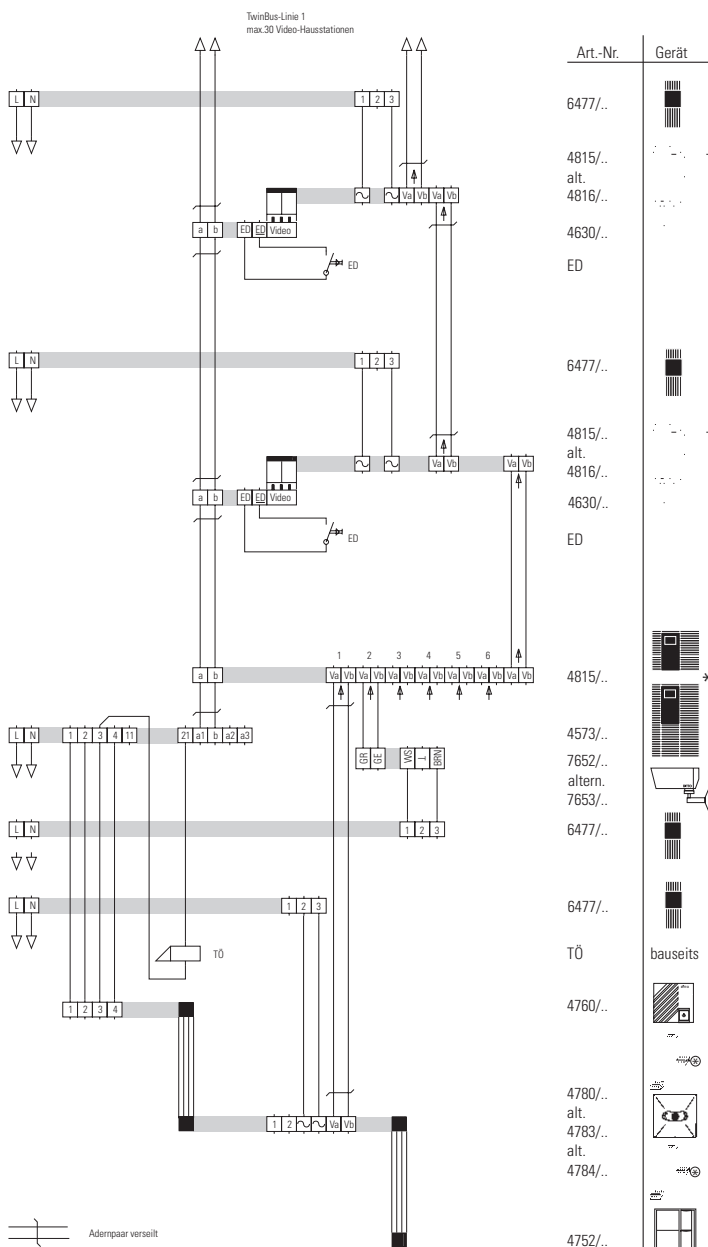 TwinBus-Linie 1
max.30 Video-Hausstationen
Art.-Nr. Gerät
L N 1 2 3 6477/..
4815/..
alt.
Va Vb Va Vb 4816/..
a b ED ED Video 4630/..
ED ED
L N 1 2 3 6477/..
4815/..
alt.
Va Vb Va Vb 4816/..
a b ED ED Video 4630/..
ED ED
1 2 3 4 5 6
a b Va Vb Va Vb Va Vb Va Vb Va Vb Va Vb Va Vb 4815/..
*
L N 1 2 3 4 11 21 a1 b a2 a3 4573/..
GR GE WS ⊥ BRN 7652/..
altern.
7653/..
L N 1 2 3 6477/..
L N 1 2 3 6477/..
TÖ TÖ bauseits
1 2 3 4 4760/..
4780/..
alt.
1 2 Va Vb 4783/..
alt.
4784/..
Adernpaar verseilt
4752/..